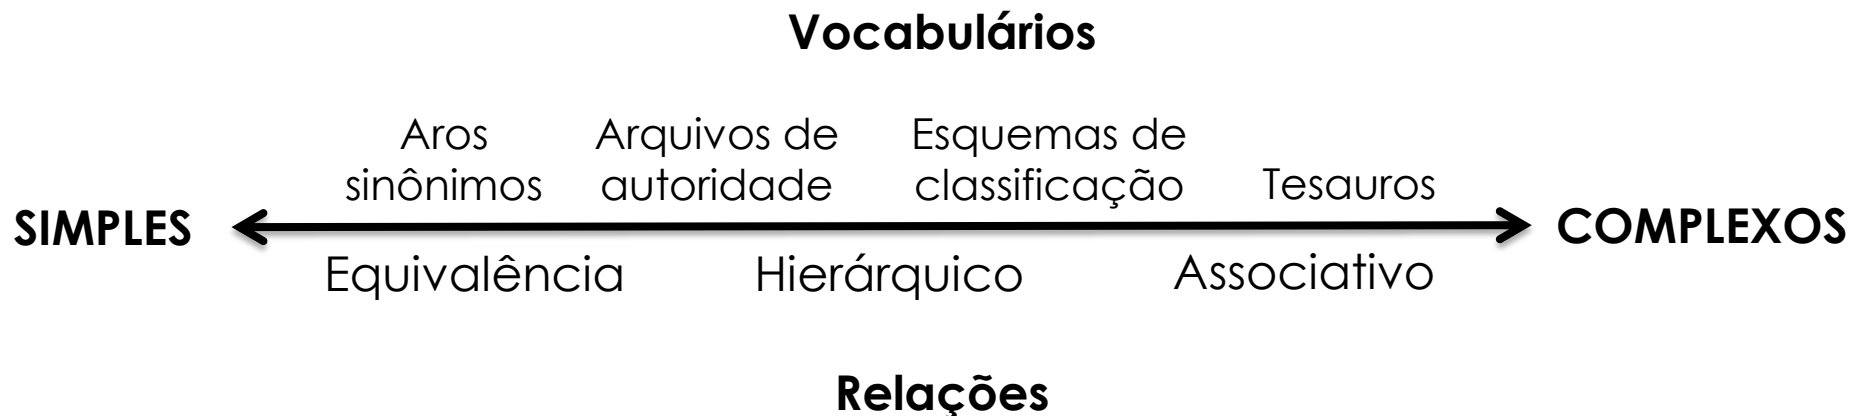 Vocabulários
Aros
sinônimos
Arquivos de
autoridade
Esquemas de
classificação
Tesauros
SIMPLES
COMPLEXOS
Equivalência
Hierárquico
Associativo
Relações